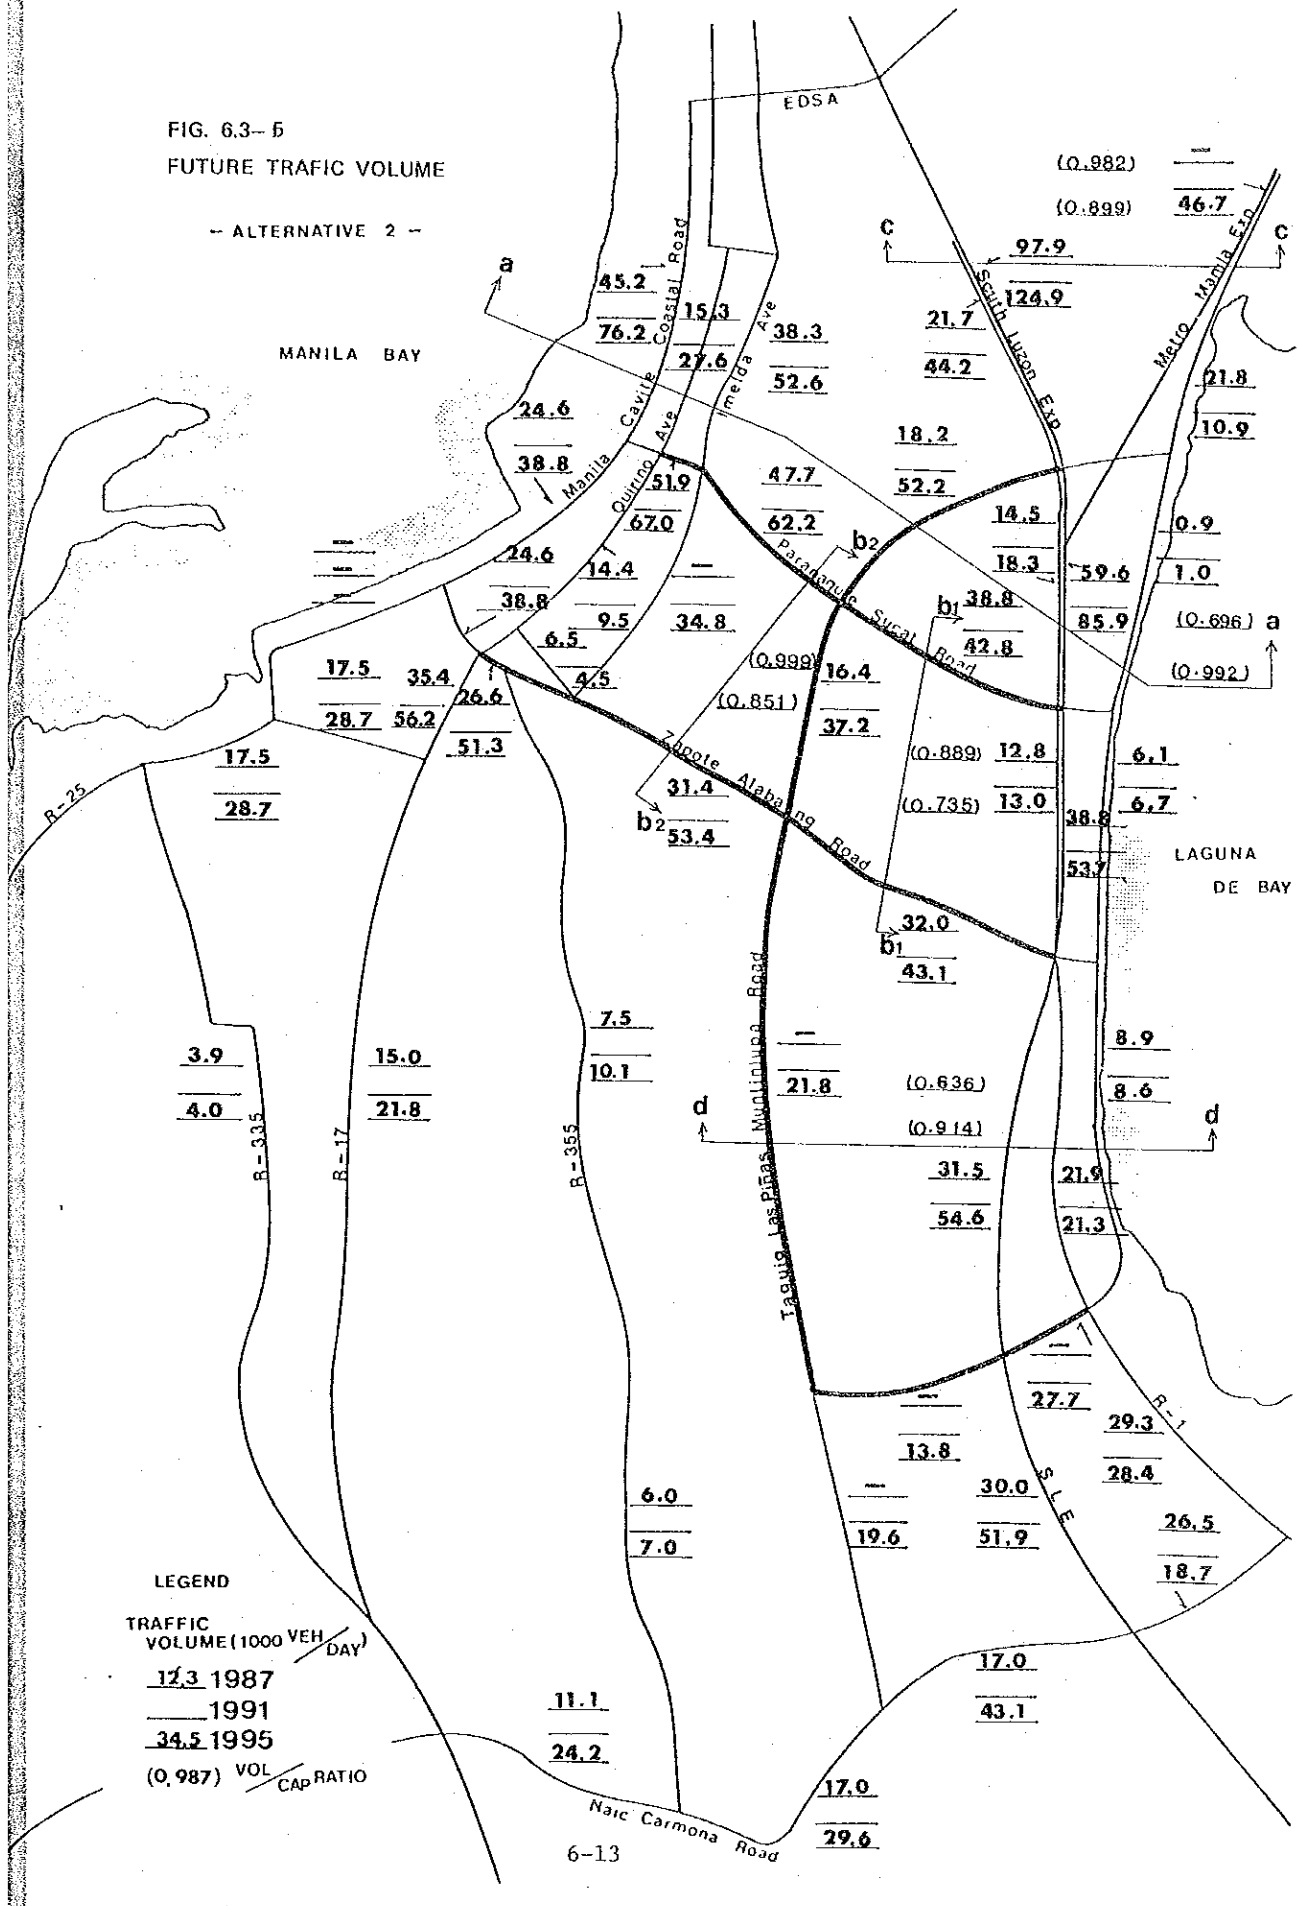 FIG. 6.3-5
FUTURE TRAFIC VOLUME
- ALTERNATIVE 2 -
EDSA
(0.982)
(0.899)
46.7
c
c
97.9
124.9
Metro Manila Exp
South Luzon Exp
a
45.2
76.2
Manila Cavite Coastal Road
15.3
27.6
Imelda Ave
38.3
52.6
21.7
44.2
MANILA BAY
21.8
10.9
24.6
38.8
Quirino Ave
51.9
67.0
47.7
62.2
18.2
52.2
14.5
18.3
0.9
1.0
b2
Paranaque Sucat Road
24.6
38.8
14.4
9.5
34.8
59.6
85.9
(0.696)
a
(0.992)
b1
38.8
42.8
6.5
4.5
(0.999)
(0.851)
16.4
37.2
17.5
28.7
35.4
56.2
26.6
51.3
17.5
28.7
R-25
Zapote Alabang Road
31.4
53.4
b2
(0.889)
(0.735)
12.8
13.0
6.1
6.7
38.8
53.7
LAGUNA
DE BAY
32.0
43.1
b1
7.5
10.1
3.9
4.0
R-335
15.0
21.8
R-17
R-355
21.8
Taguig Las Piñas Muntinlupa Road
8.9
8.6
(0.636)
(0.914)
d
d
31.5
54.6
21.9
21.3
27.7
13.8
29.3
28.4
R-1
6.0
7.0
19.6
30.0
51.9
S L E
26.5
18.7
LEGEND
TRAFFIC
VOLUME (1000 VEH/DAY)
12.3 1987
1991
34.5 1995
(0.987) VOL/CAP RATIO
17.0
43.1
11.1
24.2
17.0
29.6
Naic Carmona Road
6-13